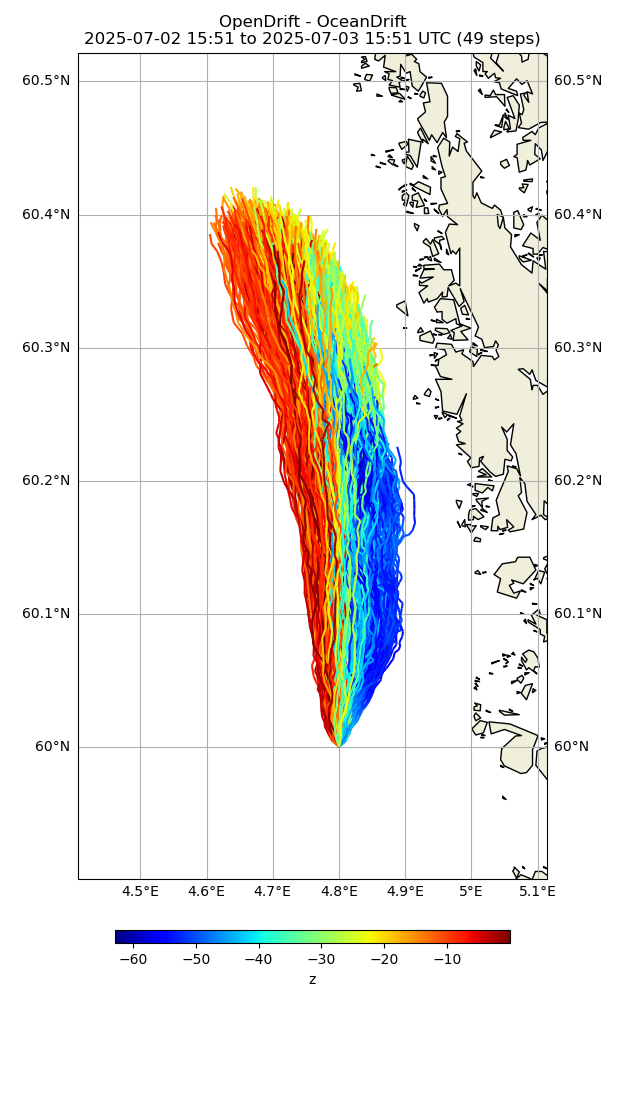 OpenDrift - OceanDrift
2025-07-02 15:51 to 2025-07-03 15:51 UTC (49 steps)
60.5°N 60.5°N
60.4°N 60.4°N
60.3°N 60.3°N
60.2°N 60.2°N
60.1°N 60.1°N
60°N 60°N
4.5°E 4.6°E 4.7°E 4.8°E 4.9°E 5°E 5.1°E
−60 −50 −40 −30 −20 −10
z